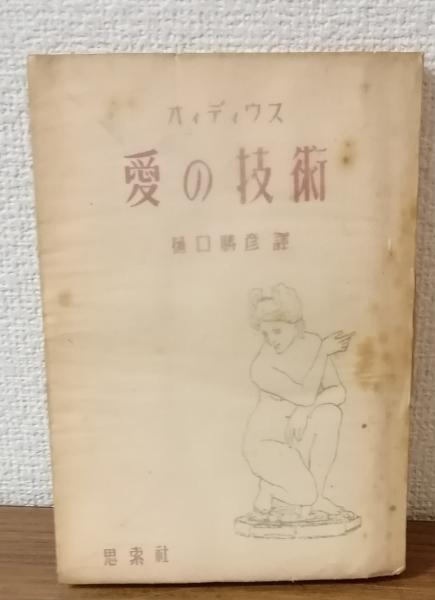 オィディウス
愛の技術
樋口勝彦譯
思索社